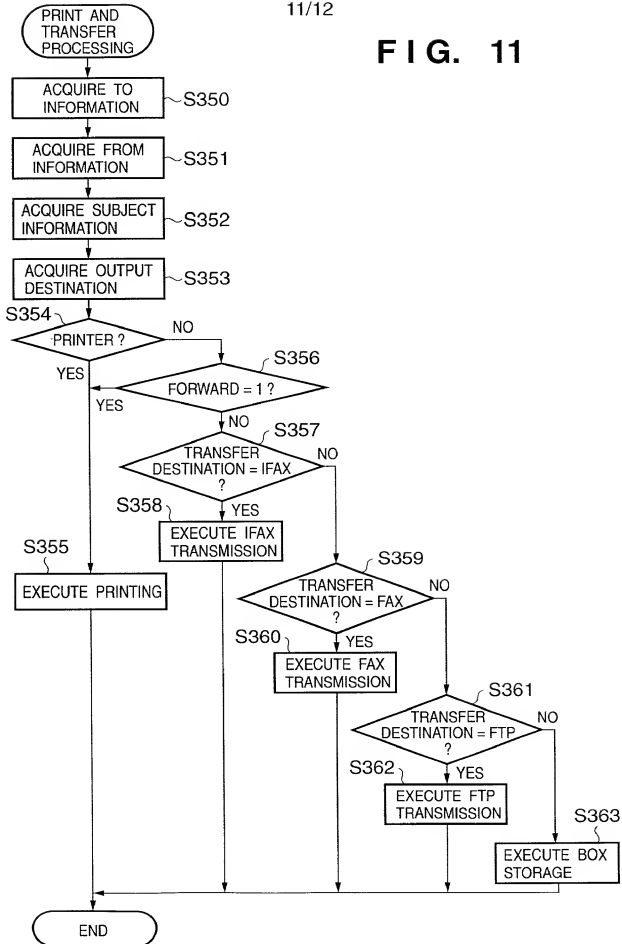 11/12
FIG. 11
PRINT AND
TRANSFER
PROCESSING
ACQUIRE TO
INFORMATION
S350
ACQUIRE FROM
INFORMATION
S351
ACQUIRE SUBJECT
INFORMATION
S352
ACQUIRE OUTPUT
DESTINATION
S353
S354
PRINTER ?
NO
YES
S356
FORWARD = 1 ?
YES
NO
S357
TRANSFER
DESTINATION = IFAX
?
NO
YES
S358
EXECUTE IFAX
TRANSMISSION
S355
EXECUTE PRINTING
S359
TRANSFER
DESTINATION = FAX
?
NO
YES
S360
EXECUTE FAX
TRANSMISSION
S361
TRANSFER
DESTINATION = FTP
?
NO
YES
S362
EXECUTE FTP
TRANSMISSION
S363
EXECUTE BOX
STORAGE
END